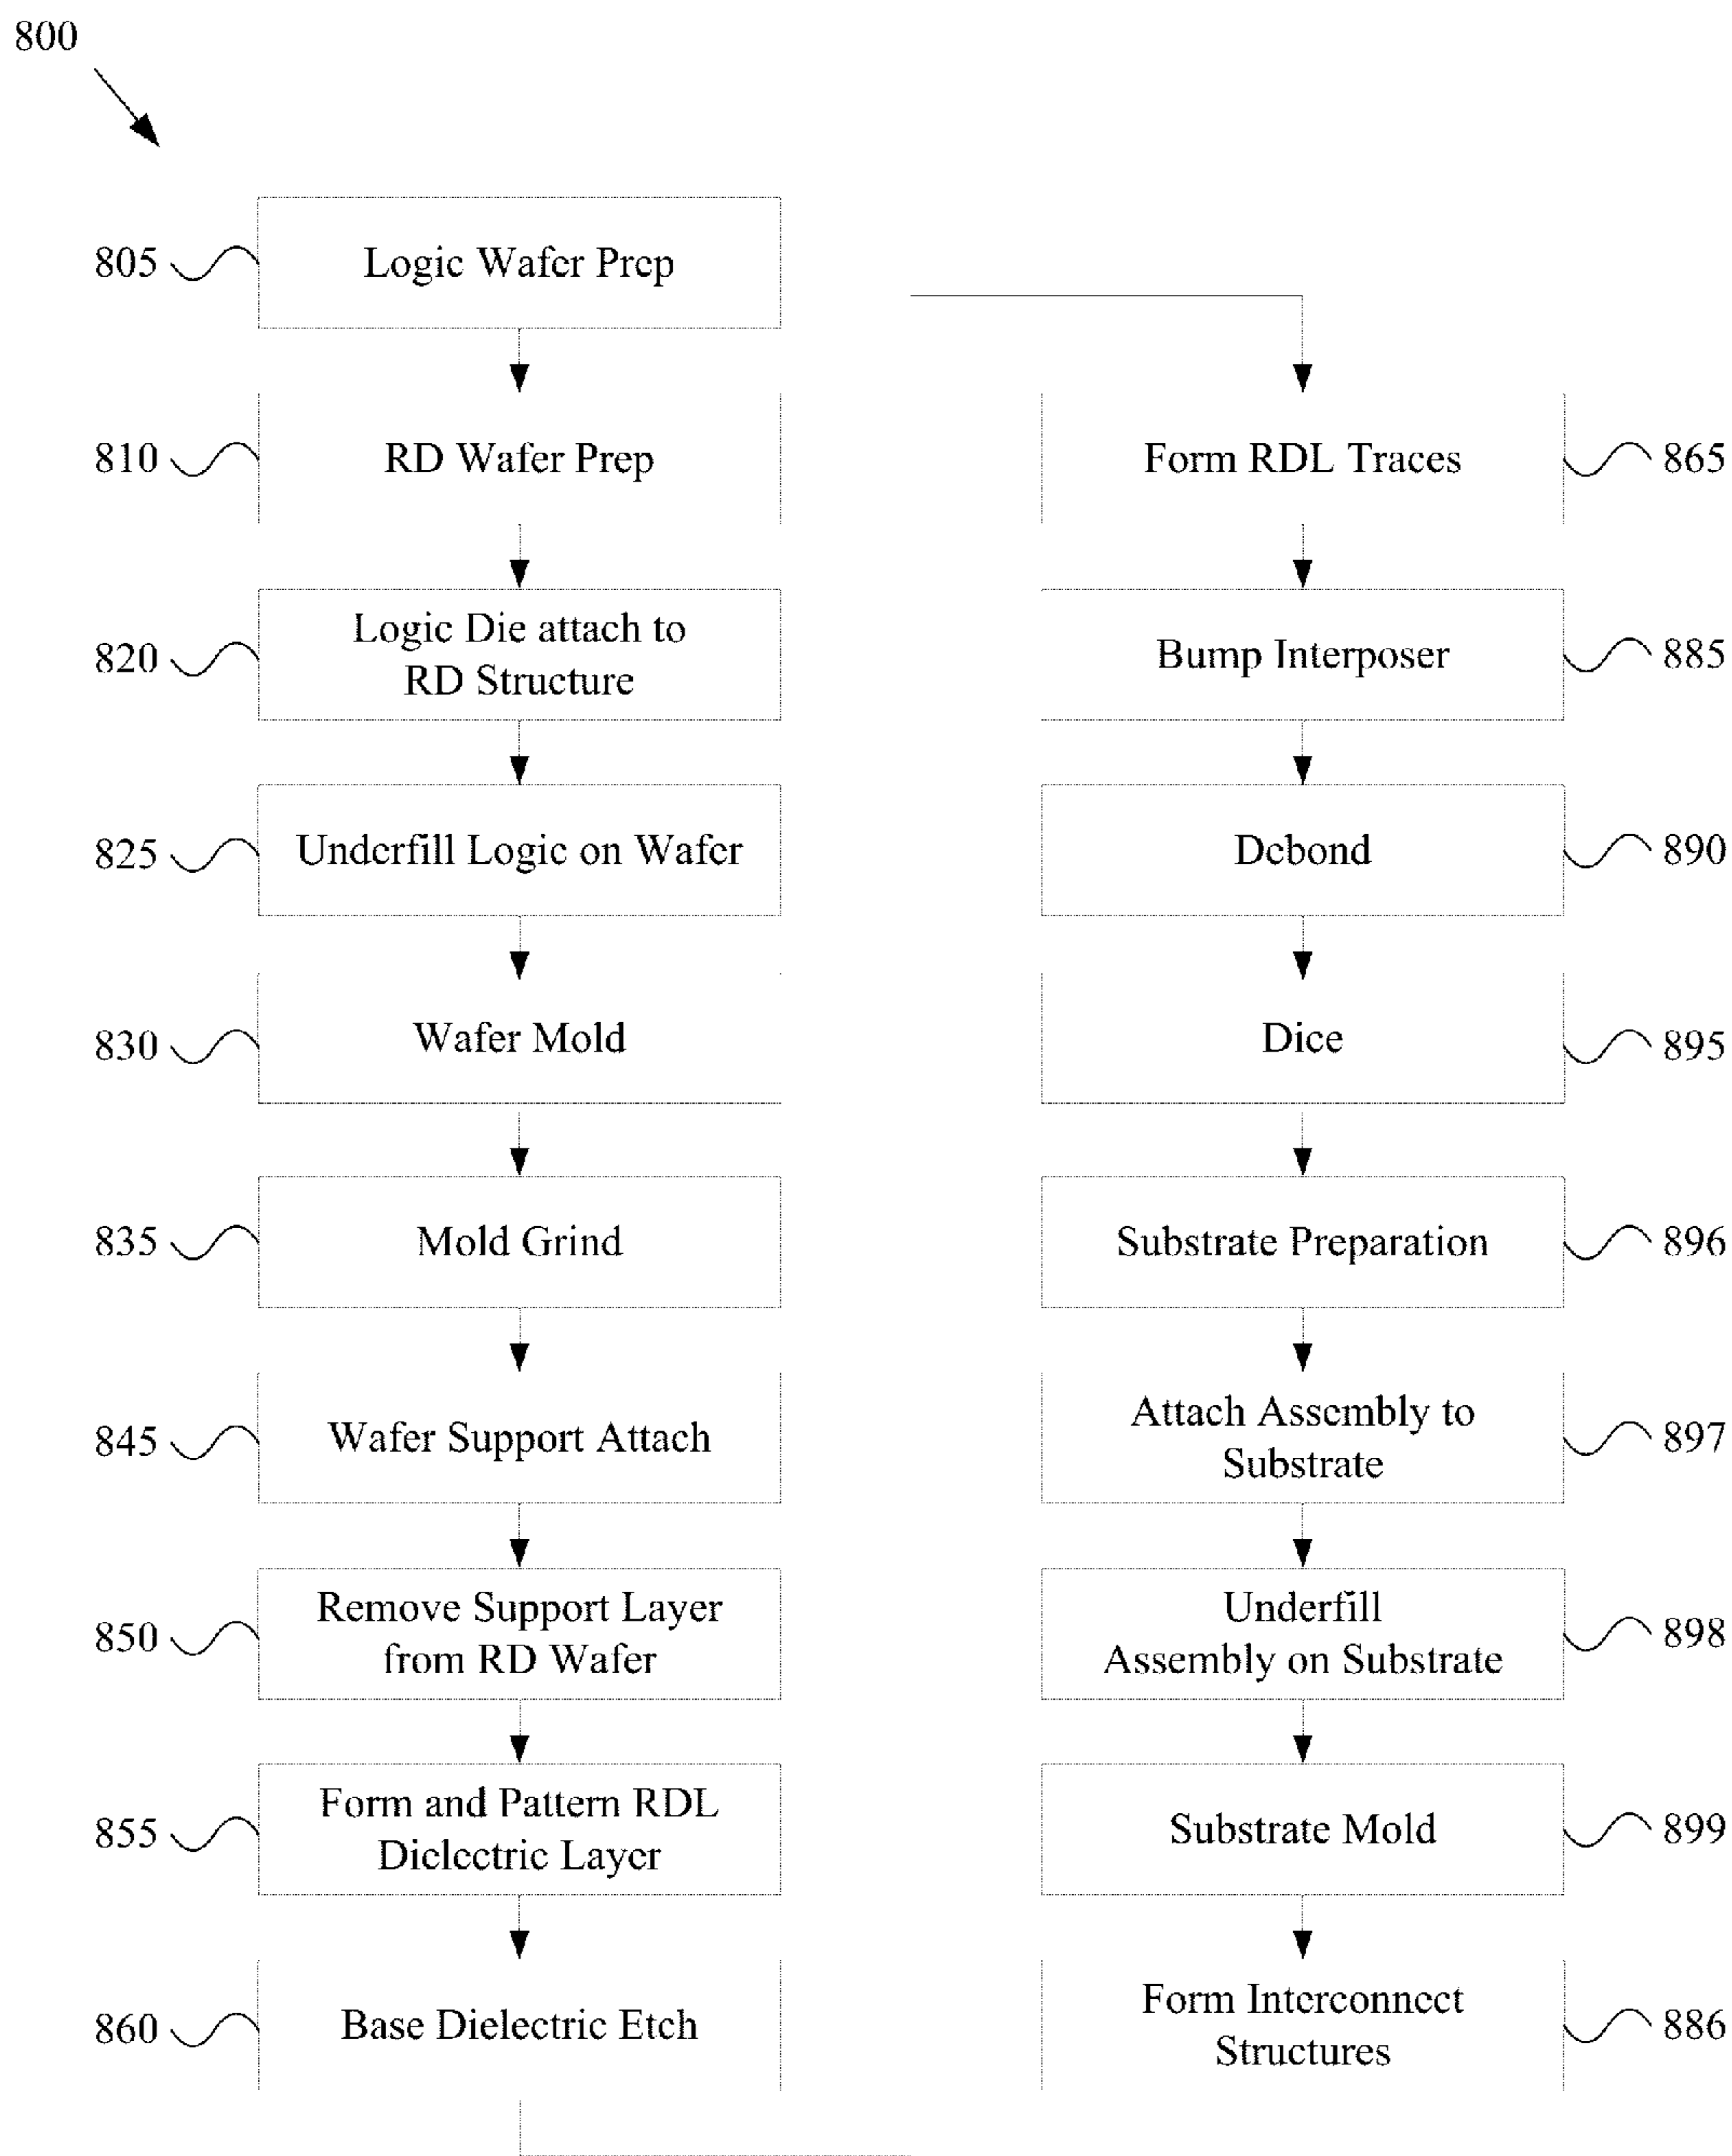 800
805
Logic Wafer Prep
810
RD Wafer Prep
820
Logic Die attach to
RD Structure
825
Underfill Logic on Wafer
830
Wafer Mold
835
Mold Grind
845
Wafer Support Attach
850
Remove Support Layer
from RD Wafer
855
Form and Pattern RDL
Dielectric Layer
860
Base Dielectric Etch
Form RDL Traces
865
Bump Interposer
885
Debond
890
Dice
895
Substrate Preparation
896
Attach Assembly to
Substrate
897
Underfill
Assembly on Substrate
898
Substrate Mold
899
Form Interconnect
Structures
886